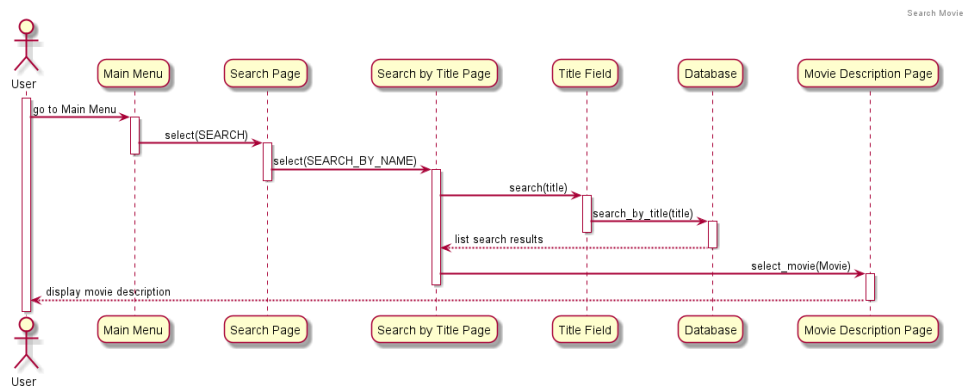 Search Movie
User
Main Menu
Search Page
Search by Title Page
Title Field
Database
Movie Description Page
go to Main Menu
select(SEARCH)
select(SEARCH_BY_NAME)
search(title)
search_by_title(title)
list search results
select_movie(Movie)
display movie description
User
Main Menu
Search Page
Search by Title Page
Title Field
Database
Movie Description Page